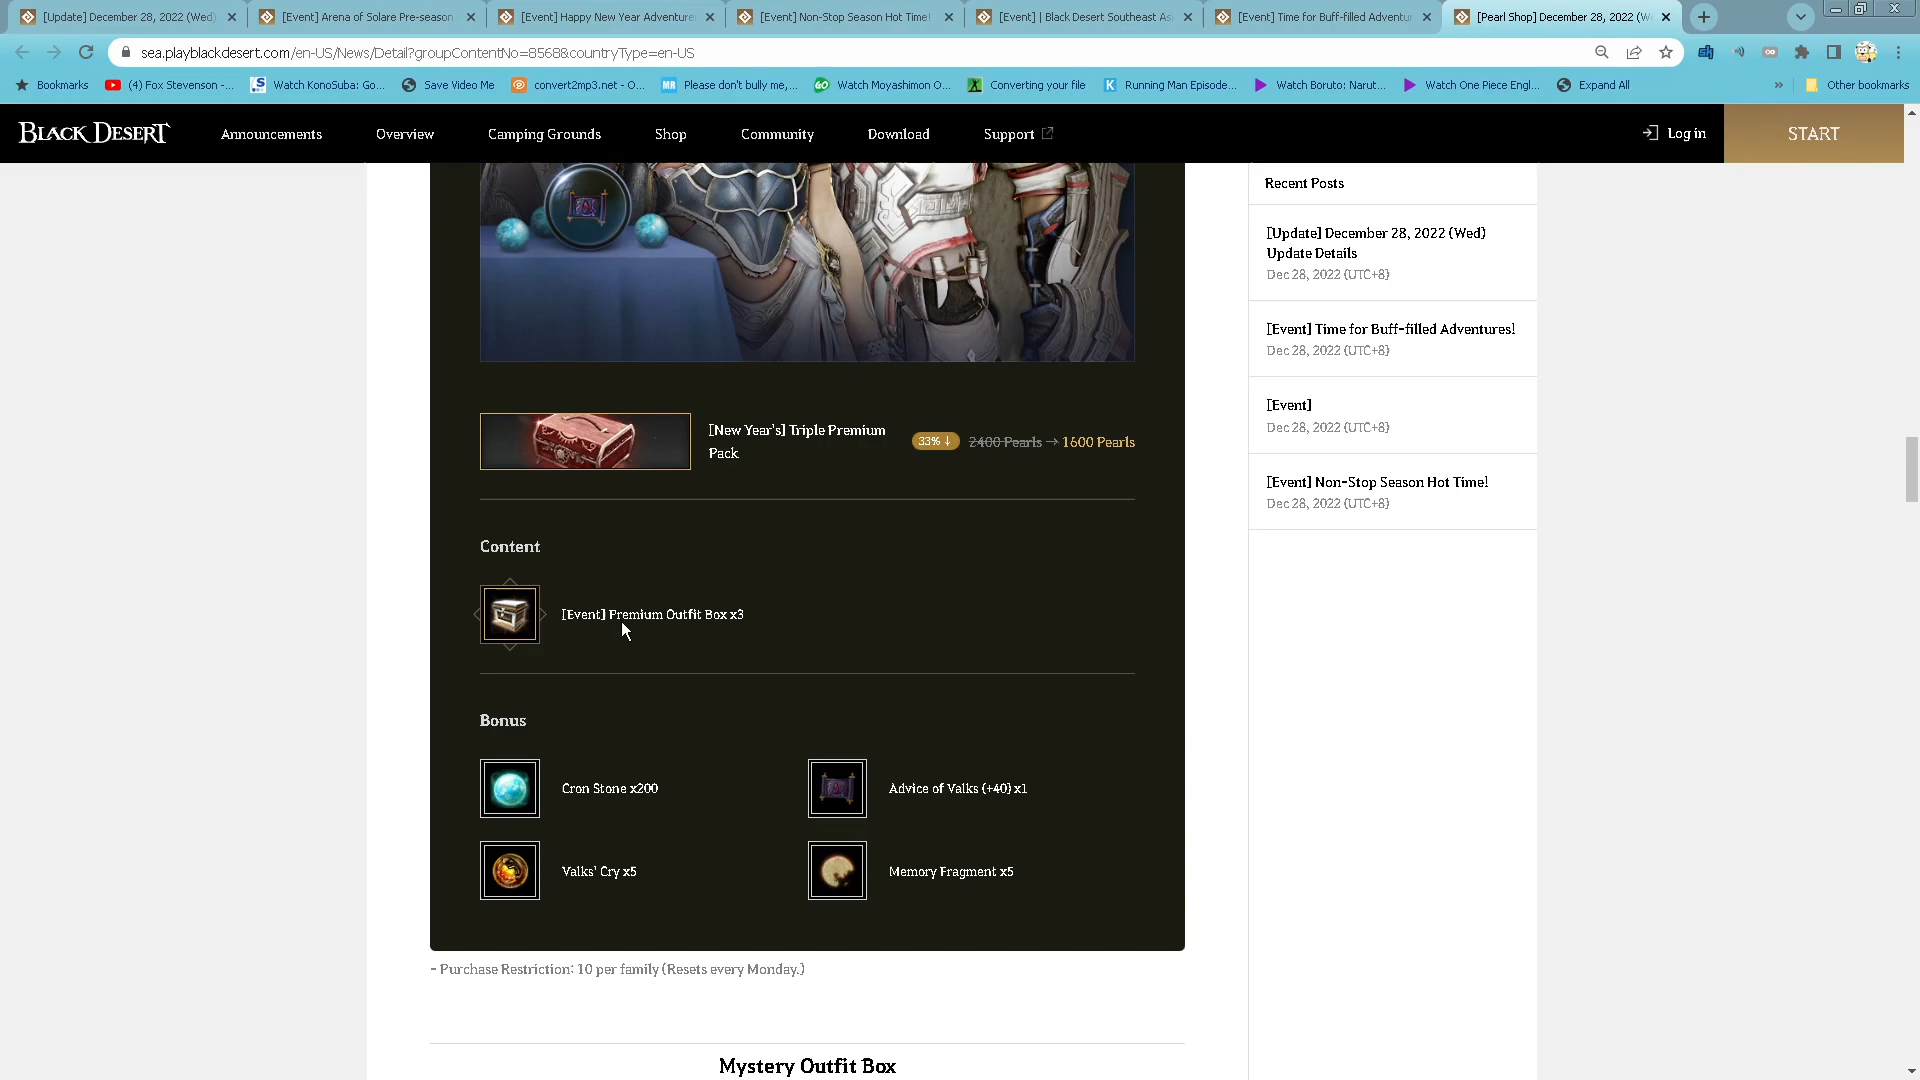 [Update] December 28, 2022 (Wed)
[Event] Arena of Solare Pre-season
[Event] Happy New Year Adventure
[Event] Non-Stop Season Hot Time!
[Event] | Black Desert Southeast As
[Event] Time for Buff-filled Adventu
[Pearl Shop] December 28, 2022 (W
sea.playblackdesert.com/en-US/News/Detail?groupContentNo=8568&countryType=en-US
Bookmarks
(4) Fox Stevenson -...
Watch KonoSuba: Go...
Save Video Me
convert2mp3.net - O...
Please don't bully me,...
Watch Moyashimon O...
Converting your file
Running Man Episode...
Watch Boruto: Narut...
Watch One Piece Engl...
Expand All
»
Other bookmarks
BLACK DESERT
Announcements
Overview
Camping Grounds
Shop
Community
Download
Support
Log in
START
[New Year's] Triple Premium
Pack
33% ↓
2400 Pearls → 1600 Pearls
Content
[Event] Premium Outfit Box x3
Bonus
Cron Stone x200
Advice of Valks (+40) x1
Valks' Cry x5
Memory Fragment x5
- Purchase Restriction: 10 per family (Resets every Monday.)
Mystery Outfit Box
Recent Posts
[Update] December 28, 2022 (Wed)
Update Details
Dec 28, 2022 (UTC+8)
[Event] Time for Buff-filled Adventures!
Dec 28, 2022 (UTC+8)
[Event]
Dec 28, 2022 (UTC+8)
[Event] Non-Stop Season Hot Time!
Dec 28, 2022 (UTC+8)